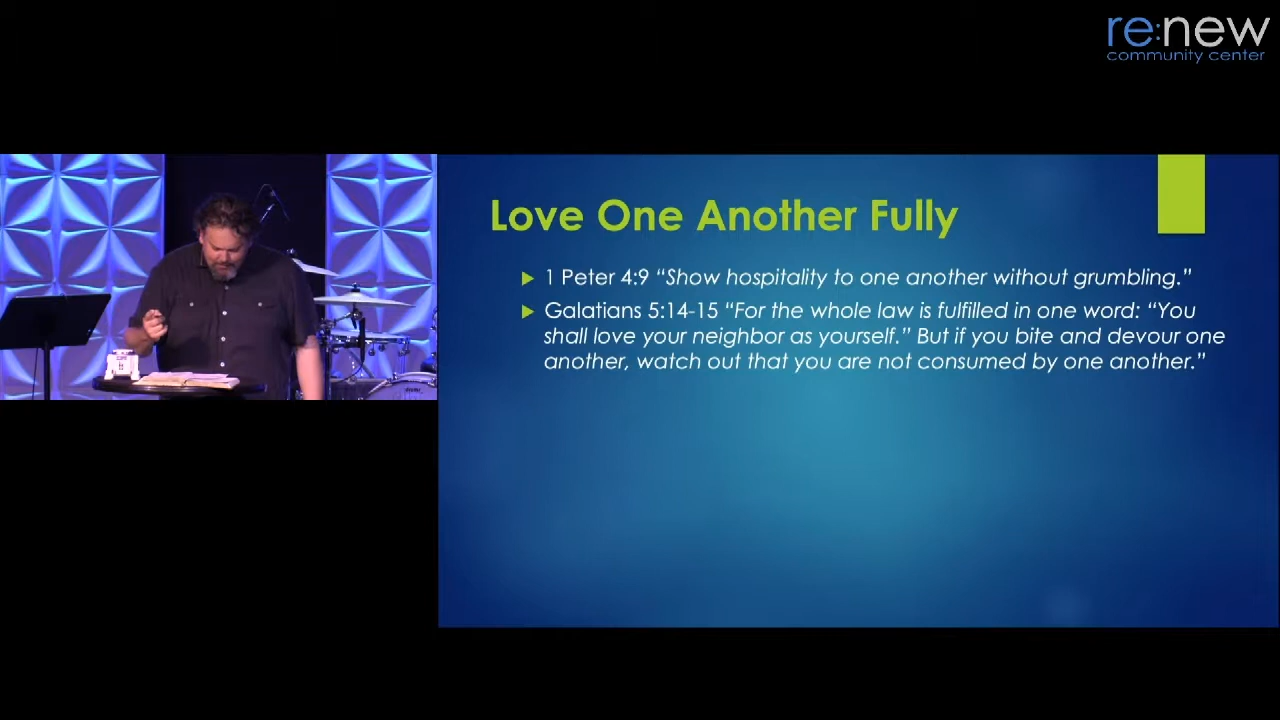 re:new
community center
Love One Another Fully
1 Peter 4:9 “Show hospitality to one another without grumbling.”
Galatians 5:14-15 “For the whole law is fulfilled in one word: “You
shall love your neighbor as yourself.” But if you bite and devour one
another, watch out that you are not consumed by one another.”